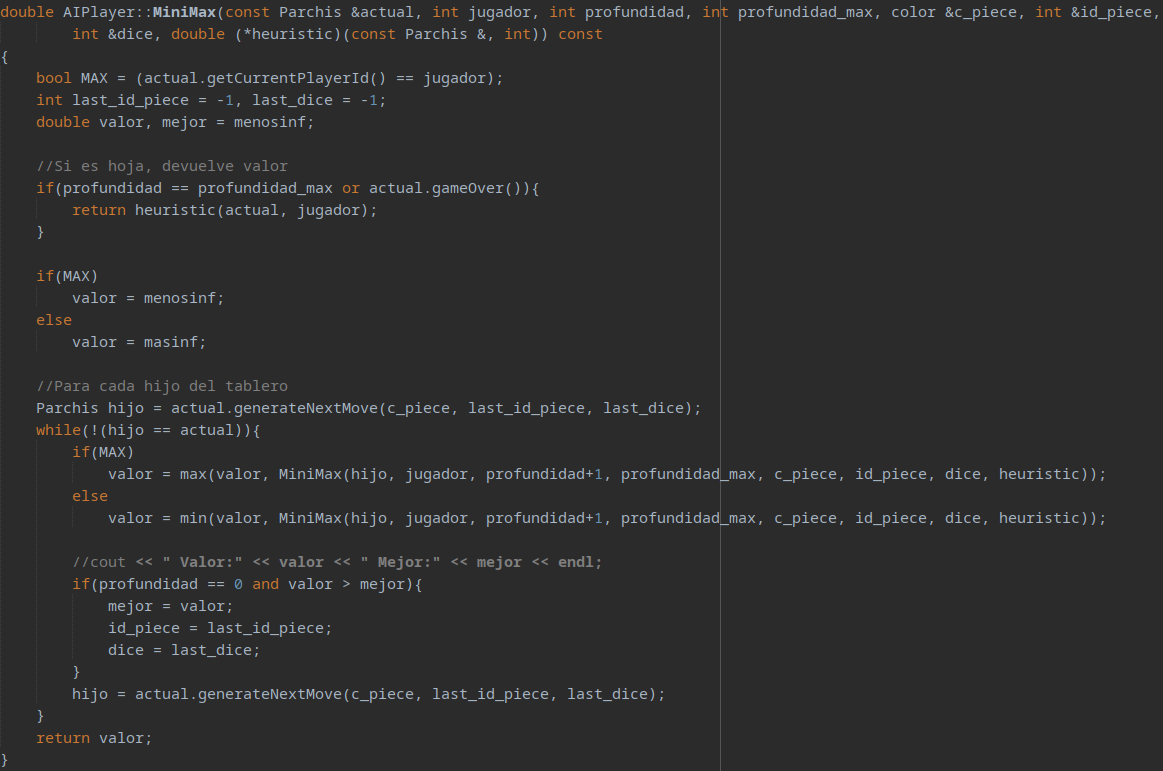 double AIPlayer::MiniMax(const Parchis &actual, int jugador, int profundidad, int profundidad_max, color &c_piece, int &id_piece,
        int &dice, double (*heuristic)(const Parchis &, int)) const
{
    bool MAX = (actual.getCurrentPlayerId() == jugador);
    int last_id_piece = -1, last_dice = -1;
    double valor, mejor = menosinf;

    //Si es hoja, devuelve valor
    if(profundidad == profundidad_max or actual.gameOver()){
        return heuristic(actual, jugador);
    }

    if(MAX)
        valor = menosinf;
    else
        valor = masinf;

    //Para cada hijo del tablero
    Parchis hijo = actual.generateNextMove(c_piece, last_id_piece, last_dice);
    while(!(hijo == actual)){
        if(MAX)
            valor = max(valor, MiniMax(hijo, jugador, profundidad+1, profundidad_max, c_piece, id_piece, dice, heuristic));
        else
            valor = min(valor, MiniMax(hijo, jugador, profundidad+1, profundidad_max, c_piece, id_piece, dice, heuristic));

        //cout << " Valor:" << valor << " Mejor:" << mejor << endl;
        if(profundidad == 0 and valor > mejor){
            mejor = valor;
            id_piece = last_id_piece;
            dice = last_dice;
        }
        hijo = actual.generateNextMove(c_piece, last_id_piece, last_dice);
    }
    return valor;
}